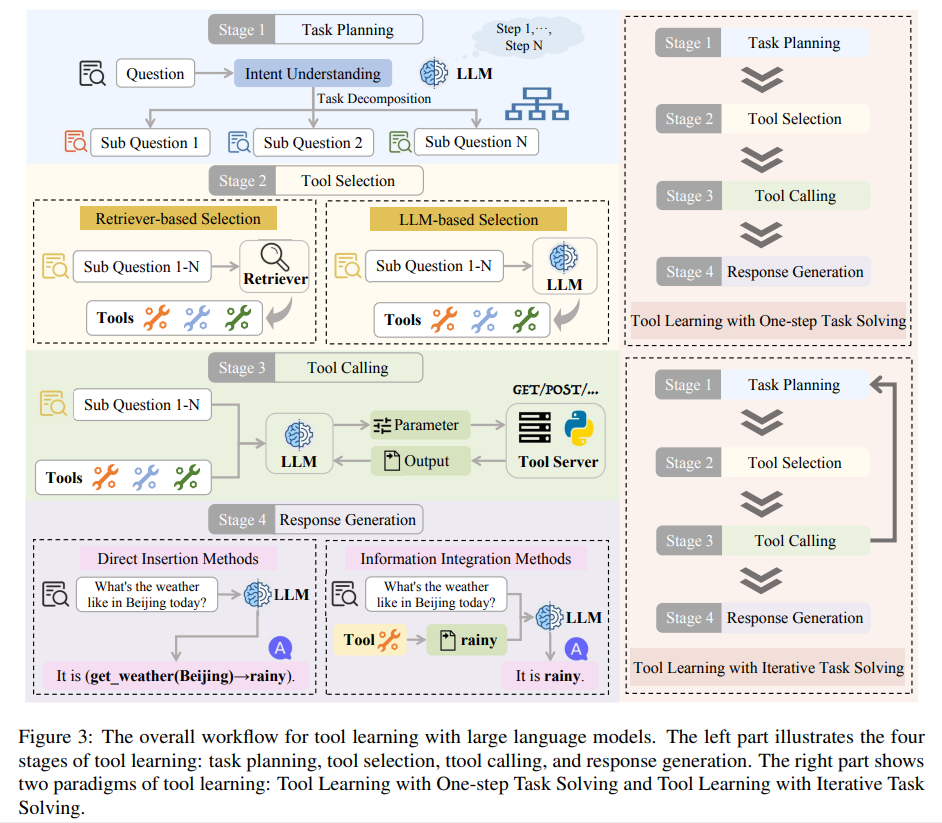 Stage 1 Task Planning
Step 1,···,
Step N
Question
Intent Understanding
LLM
Task Decomposition
Sub Question 1
Sub Question 2
Sub Question N
Stage 2 Tool Selection
Retriever-based Selection
Sub Question 1-N
Retriever
Tools
LLM-based Selection
Sub Question 1-N
LLM
Tools
Stage 3 Tool Calling
Sub Question 1-N
Tools
LLM
Parameter
Output
GET/POST/...
Tool Server
Stage 4 Response Generation
Direct Insertion Methods
What's the weather
like in Beijing today?
LLM
A
It is (get_weather(Beijing)→rainy).
Information Integration Methods
What's the weather
like in Beijing today?
Tool
rainy
LLM
A
It is rainy.
Stage 1 Task Planning
Stage 2 Tool Selection
Stage 3 Tool Calling
Stage 4 Response Generation
Tool Learning with One-step Task Solving
Stage 1 Task Planning
Stage 2 Tool Selection
Stage 3 Tool Calling
Stage 4 Response Generation
Tool Learning with Iterative Task Solving
Figure 3: The overall workflow for tool learning with large language models. The left part illustrates the four
stages of tool learning: task planning, tool selection, ttool calling, and response generation. The right part shows
two paradigms of tool learning: Tool Learning with One-step Task Solving and Tool Learning with Iterative Task
Solving.